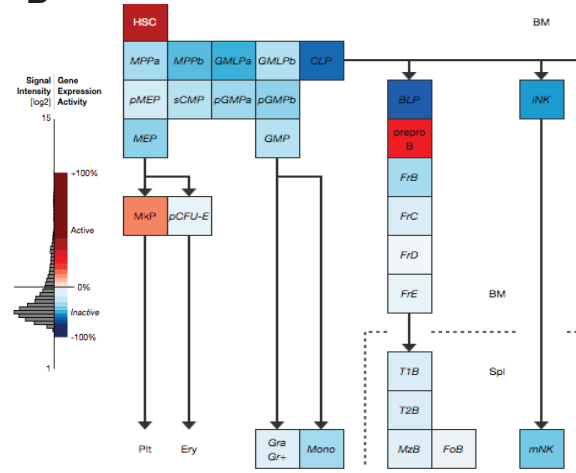 HSC
BM
MPPa MPPb GMLPa GMLPb CLP
Signal Gene
Intensity Expression
[log2] Activity
pMEP sCMP pGMPa pGMPb BLP iNK
15
MEP GMP prepro
B
+100%
FrB
MkP pCFU-E FrC
Active
FrD
0%
FrE BM
Inactive
-100%
1
T1B Spl
T2B
Plt Ery Gra
Gr+ Mono MzB FoB mNK